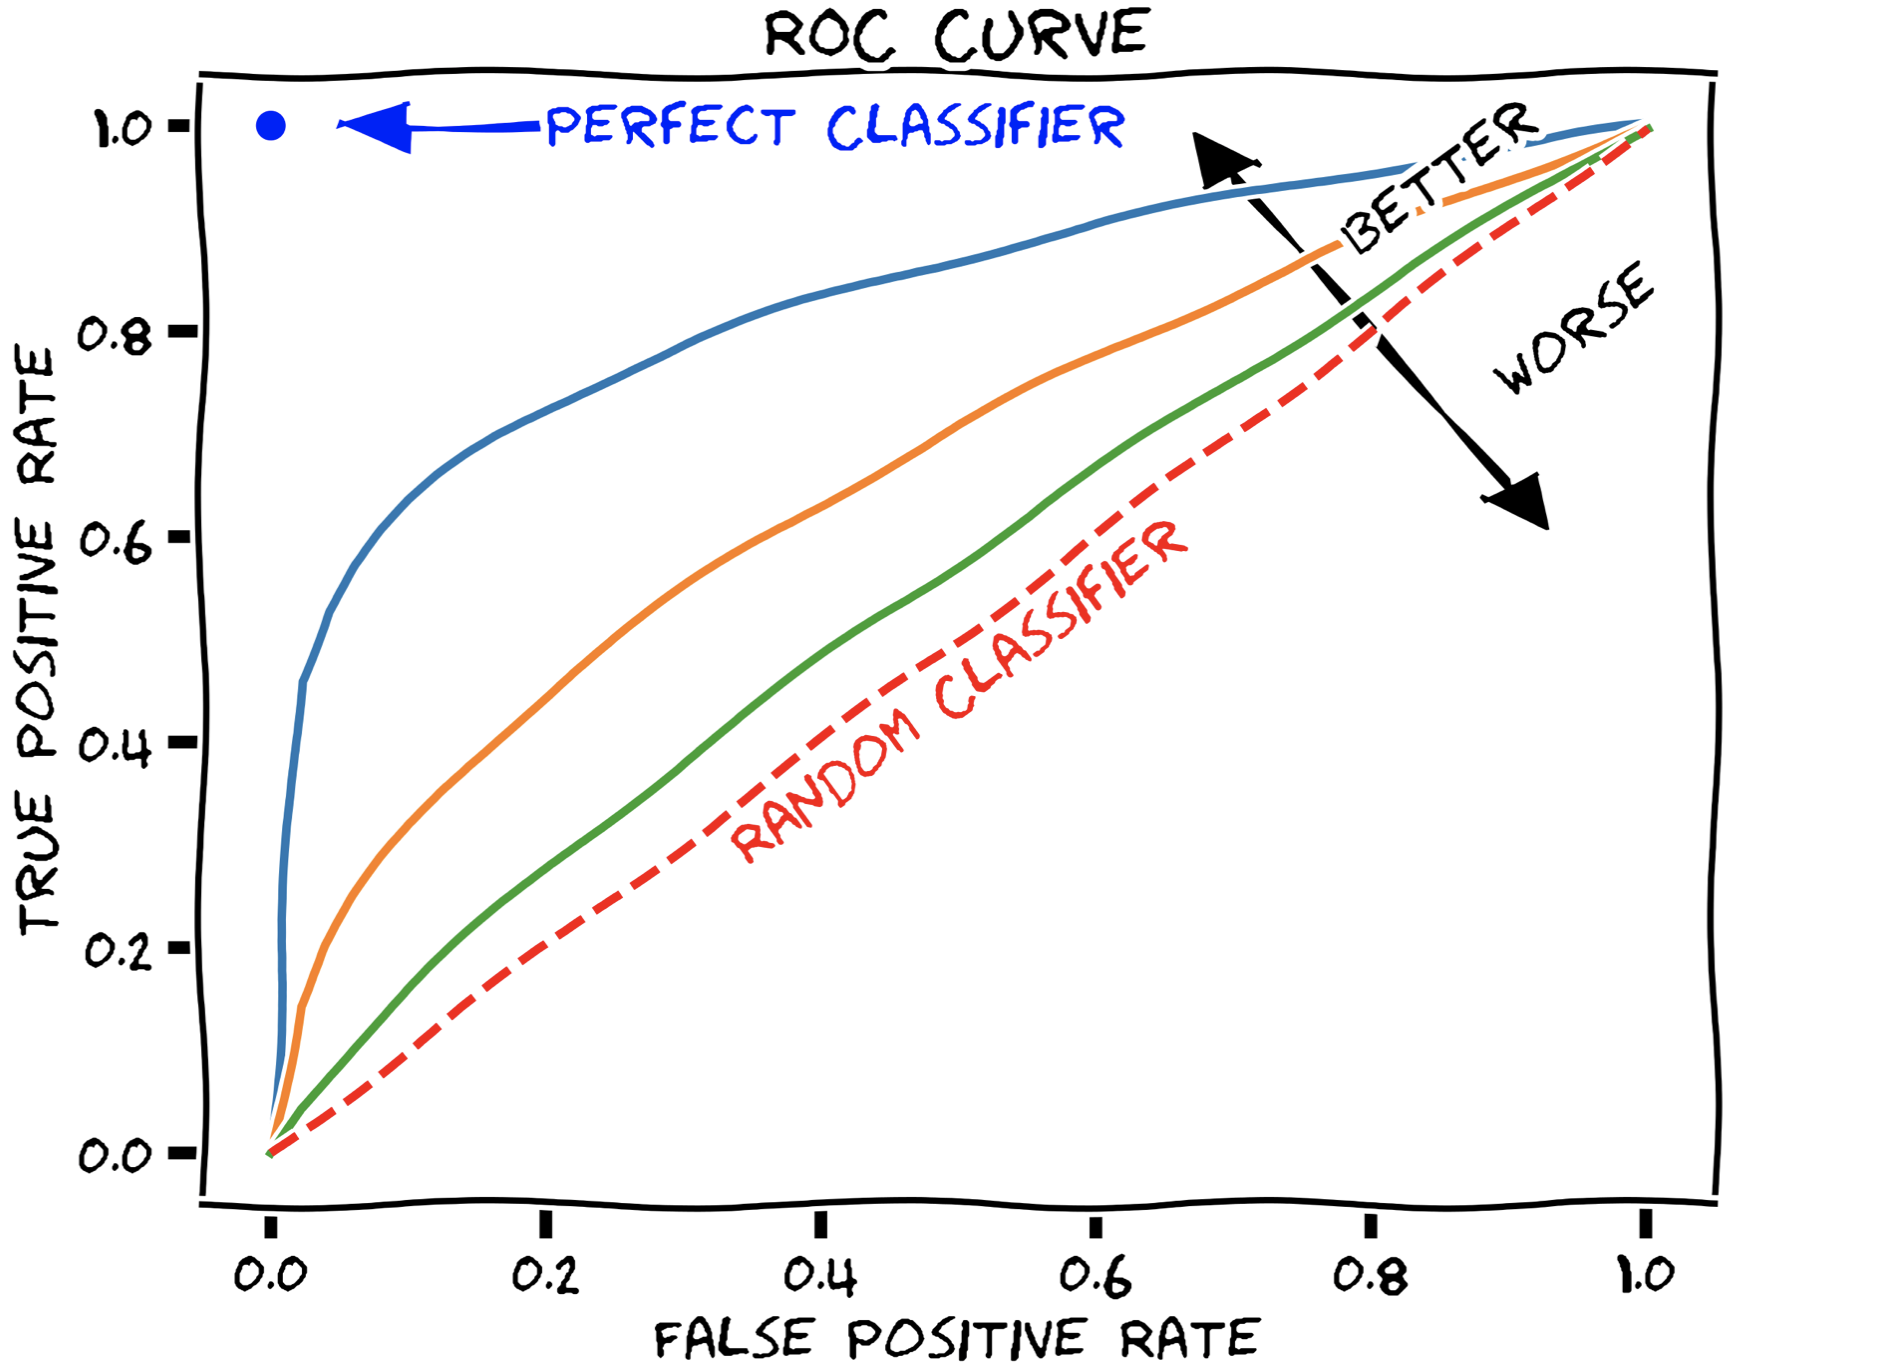 ROC CURVE
PERFECT CLASSIFIER
BETTER
WORSE
RANDOM CLASSIFIER
TRUE POSITIVE RATE
1.0
0.8
0.6
0.4
0.2
0.0
0.0 0.2 0.4 0.6 0.8 1.0
FALSE POSITIVE RATE